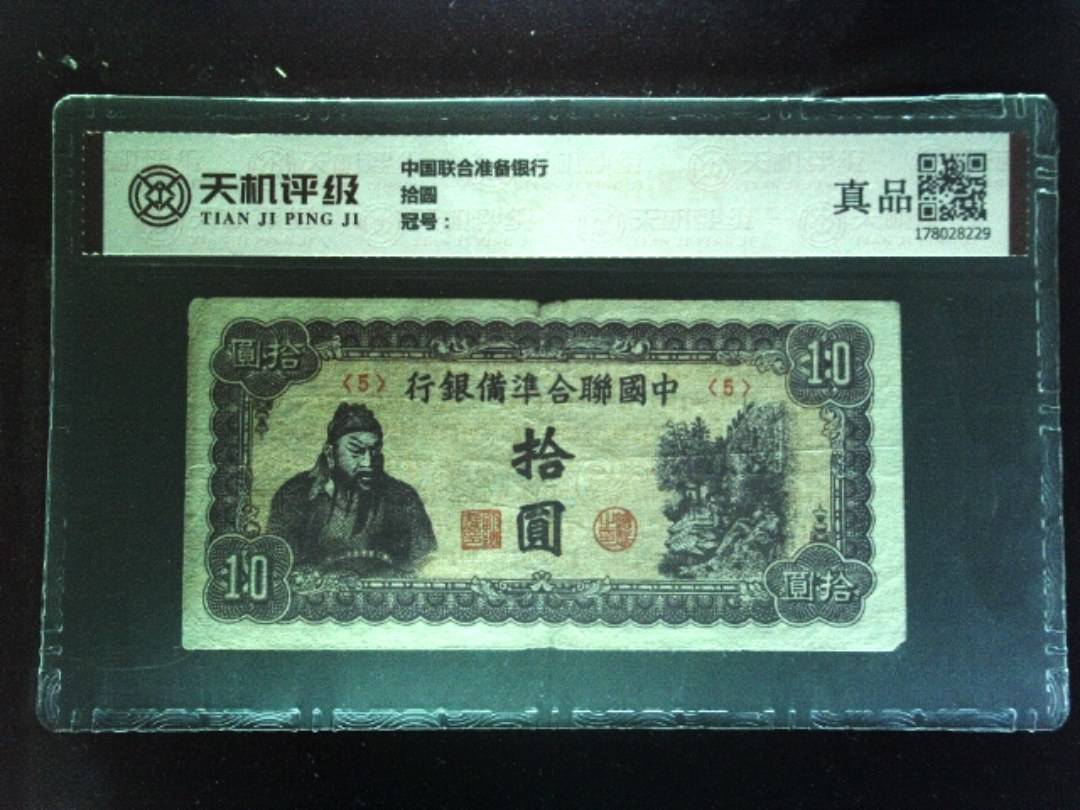 天机评级
TIAN JI PING JI
中国联合准备银行
拾圆
冠号：
真品
178028229
圓拾
10
〈5〉 行銀備準合聯國中 〈5〉
拾
圓
10
圓拾